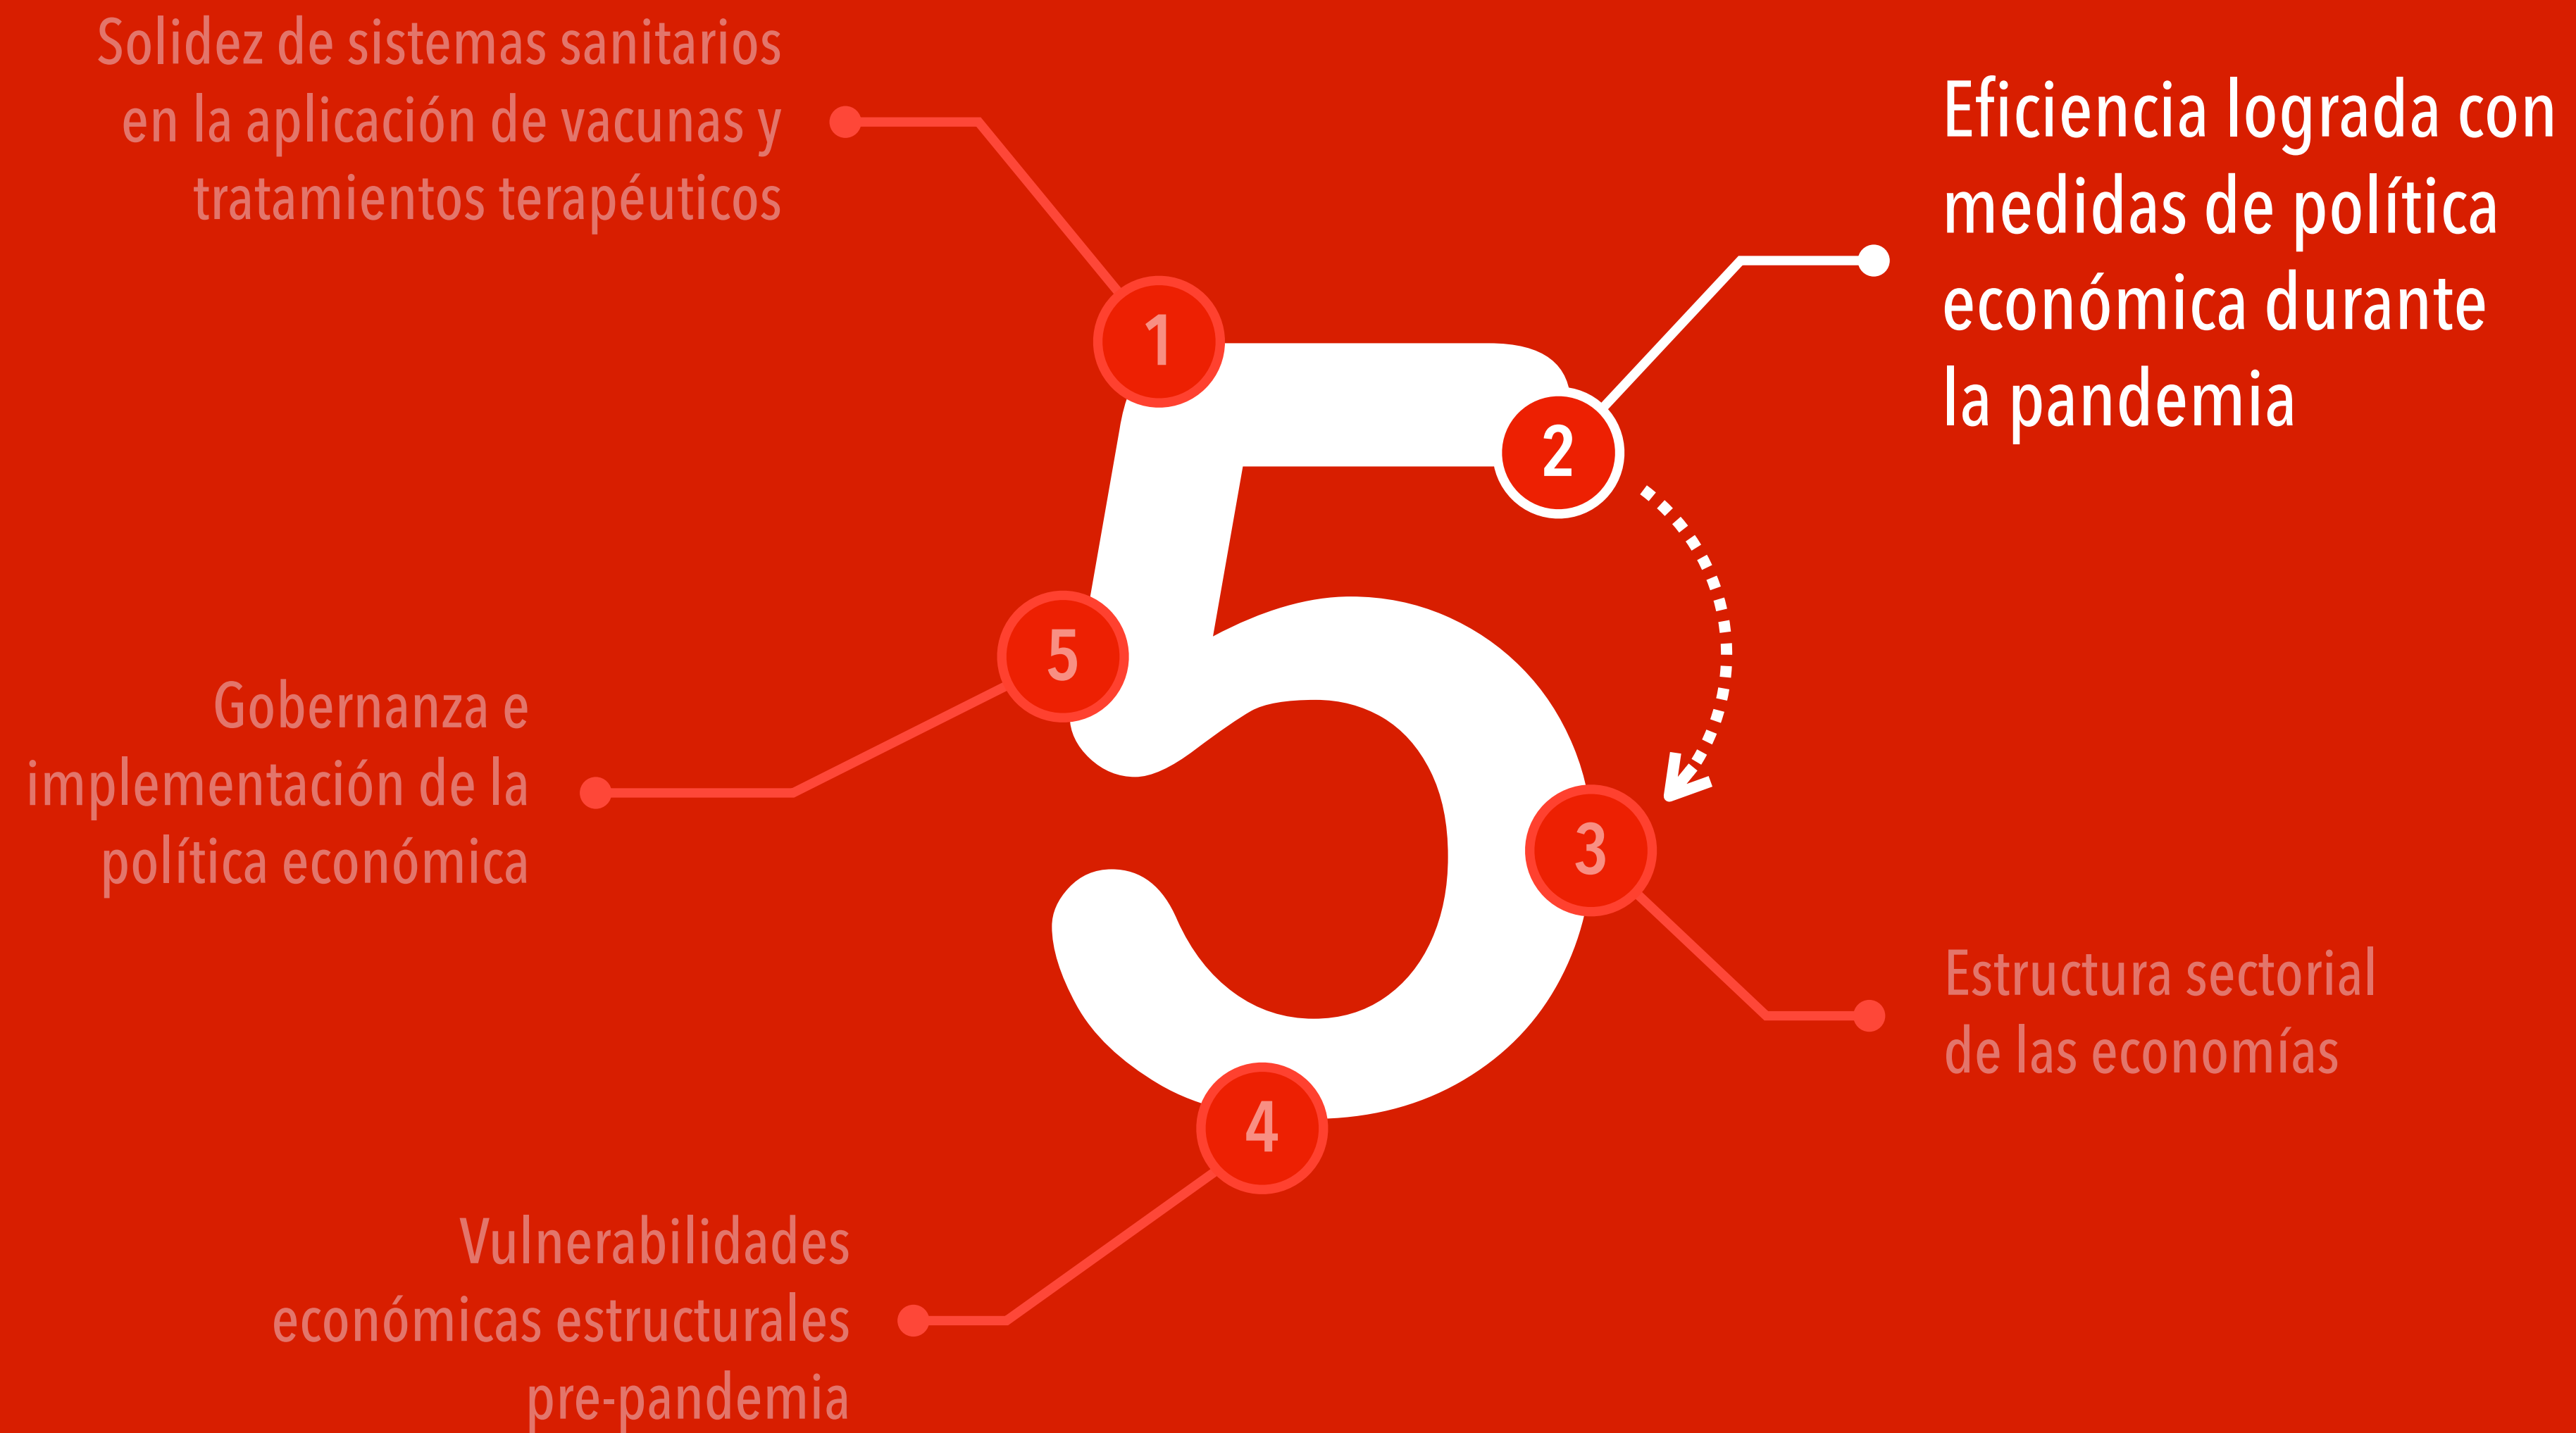 Solidez de sistemas sanitarios
en la aplicación de vacunas y
tratamientos terapéuticos
1
Eficiencia lograda con
medidas de política
económica durante
la pandemia
2
5
3
Estructura sectorial
de las economías
4
Vulnerabilidades
económicas estructurales
pre-pandemia
5
Gobernanza e
implementación de la
política económica